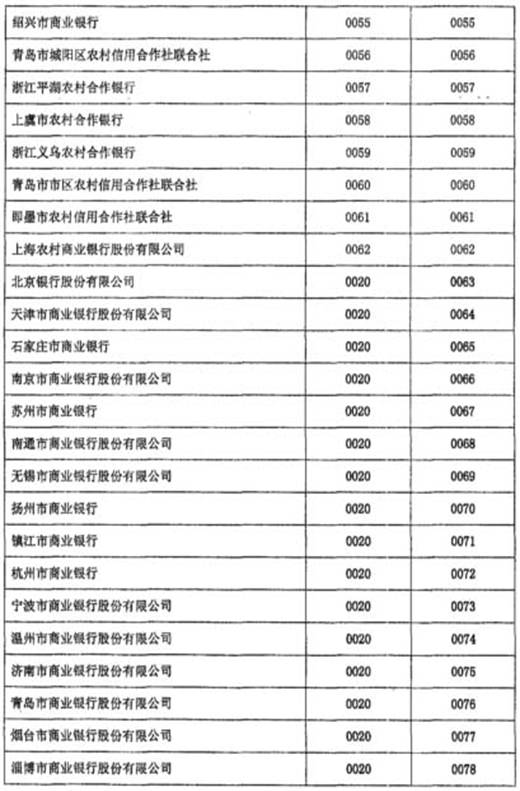 绍兴市商业银行 0055 0055
青岛市城阳区农村信用合作社联合社 0056 0056
浙江平湖农村合作银行 0057 0057
上虞市农村合作银行 0058 0058
浙江义乌农村合作银行 0059 0059
青岛市市区农村信用合作社联合社 0060 0060
即墨市农村信用合作社联合社 0061 0061
上海农村商业银行股份有限公司 0062 0062
北京银行股份有限公司 0020 0063
天津市商业银行股份有限公司 0020 0064
石家庄市商业银行 0020 0065
南京市商业银行股份有限公司 0020 0066
苏州市商业银行 0020 0067
南通市商业银行股份有限公司 0020 0068
无锡市商业银行股份有限公司 0020 0069
扬州市商业银行 0020 0070
镇江市商业银行 0020 0071
杭州市商业银行 0020 0072
宁波市商业银行股份有限公司 0020 0073
温州市商业银行股份有限公司 0020 0074
济南市商业银行股份有限公司 0020 0075
青岛市商业银行股份有限公司 0020 0076
烟台市商业银行股份有限公司 0020 0077
淄博市商业银行股份有限公司 0020 0078